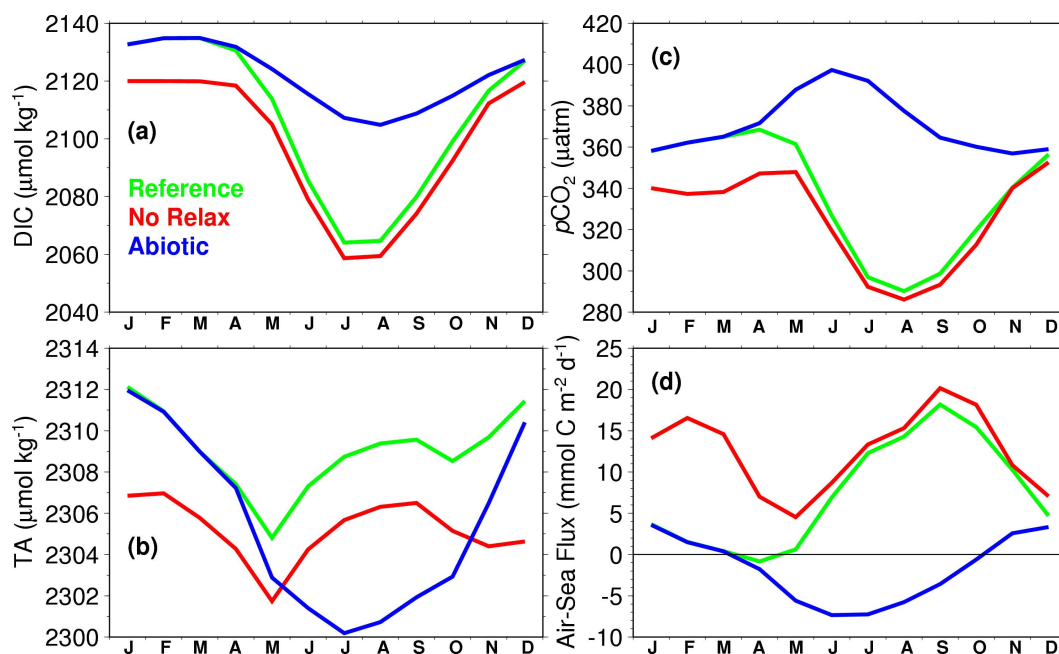 2140
2120
2100
2080
2060
2040
DIC (µmol kg-1)
(a)
Reference
No Relax
Abiotic
J F M A M J J A S O N D
420
400
380
360
340
320
300
280
pCO2 (µatm)
(c)
J F M A M J J A S O N D
2314
2312
2310
2308
2306
2304
2302
2300
TA (µmol kg-1)
(b)
J F M A M J J A S O N D
25
20
15
10
5
0
-5
-10
Air-Sea Flux (mmol C m-2 d-1)
(d)
J F M A M J J A S O N D